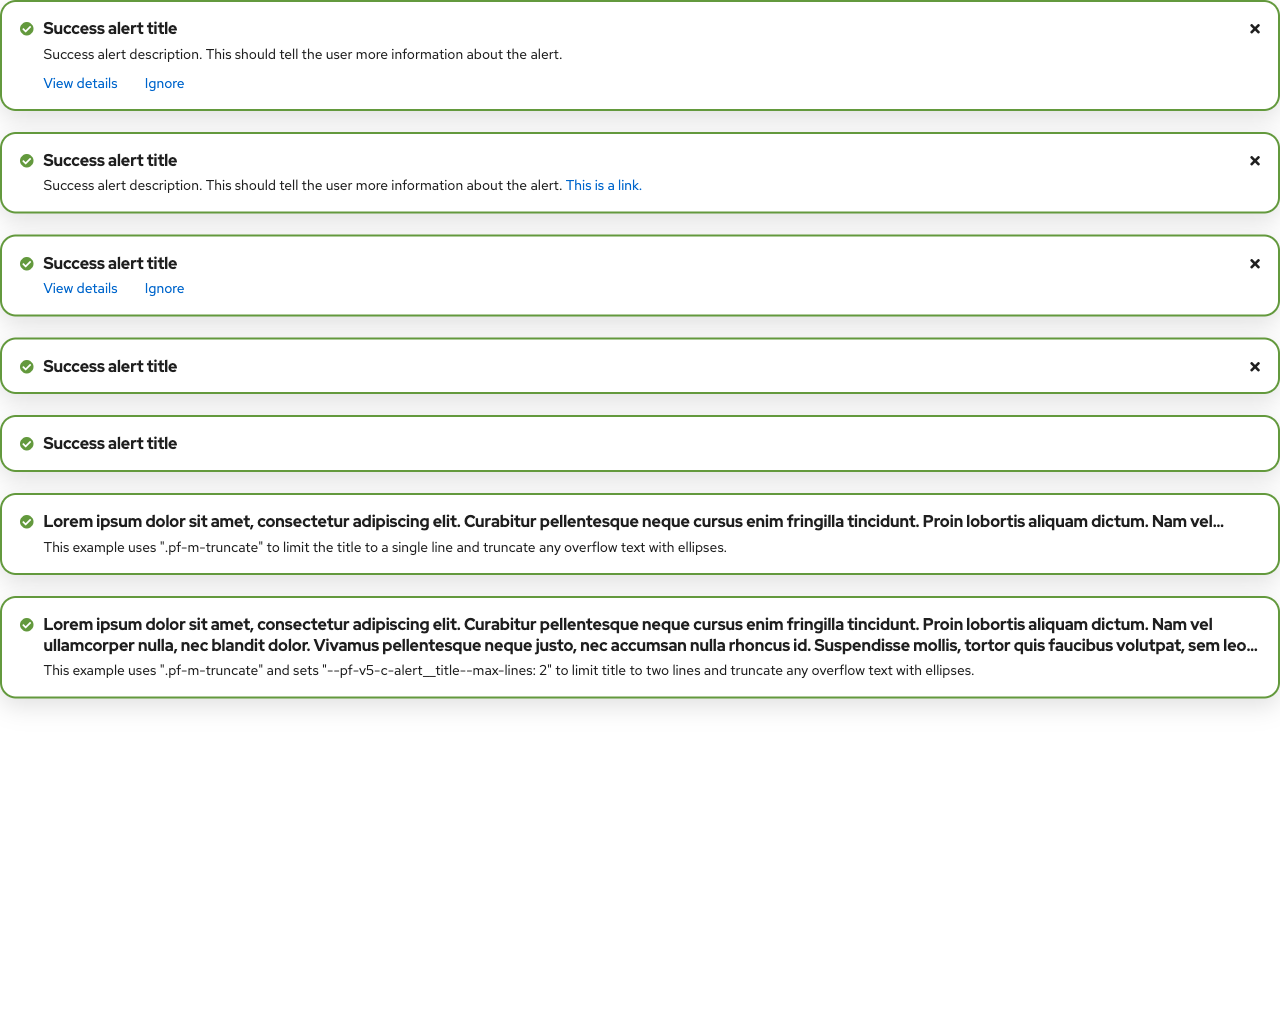 Success alert title
Success alert description. This should tell the user more information about the alert.
View details Ignore
Success alert title
Success alert description. This should tell the user more information about the alert. This is a link.
Success alert title
View details Ignore
Success alert title
Success alert title
Lorem ipsum dolor sit amet, consectetur adipiscing elit. Curabitur pellentesque neque cursus enim fringilla tincidunt. Proin lobortis aliquam dictum. Nam vel...
This example uses ".pf-m-truncate" to limit the title to a single line and truncate any overflow text with ellipses.
Lorem ipsum dolor sit amet, consectetur adipiscing elit. Curabitur pellentesque neque cursus enim fringilla tincidunt. Proin lobortis aliquam dictum. Nam vel
ullamcorper nulla, nec blandit dolor. Vivamus pellentesque neque justo, nec accumsan nulla rhoncus id. Suspendisse mollis, tortor quis faucibus volutpat, sem leo...
This example uses ".pf-m-truncate" and sets "--pf-v5-c-alert__title--max-lines: 2" to limit title to two lines and truncate any overflow text with ellipses.